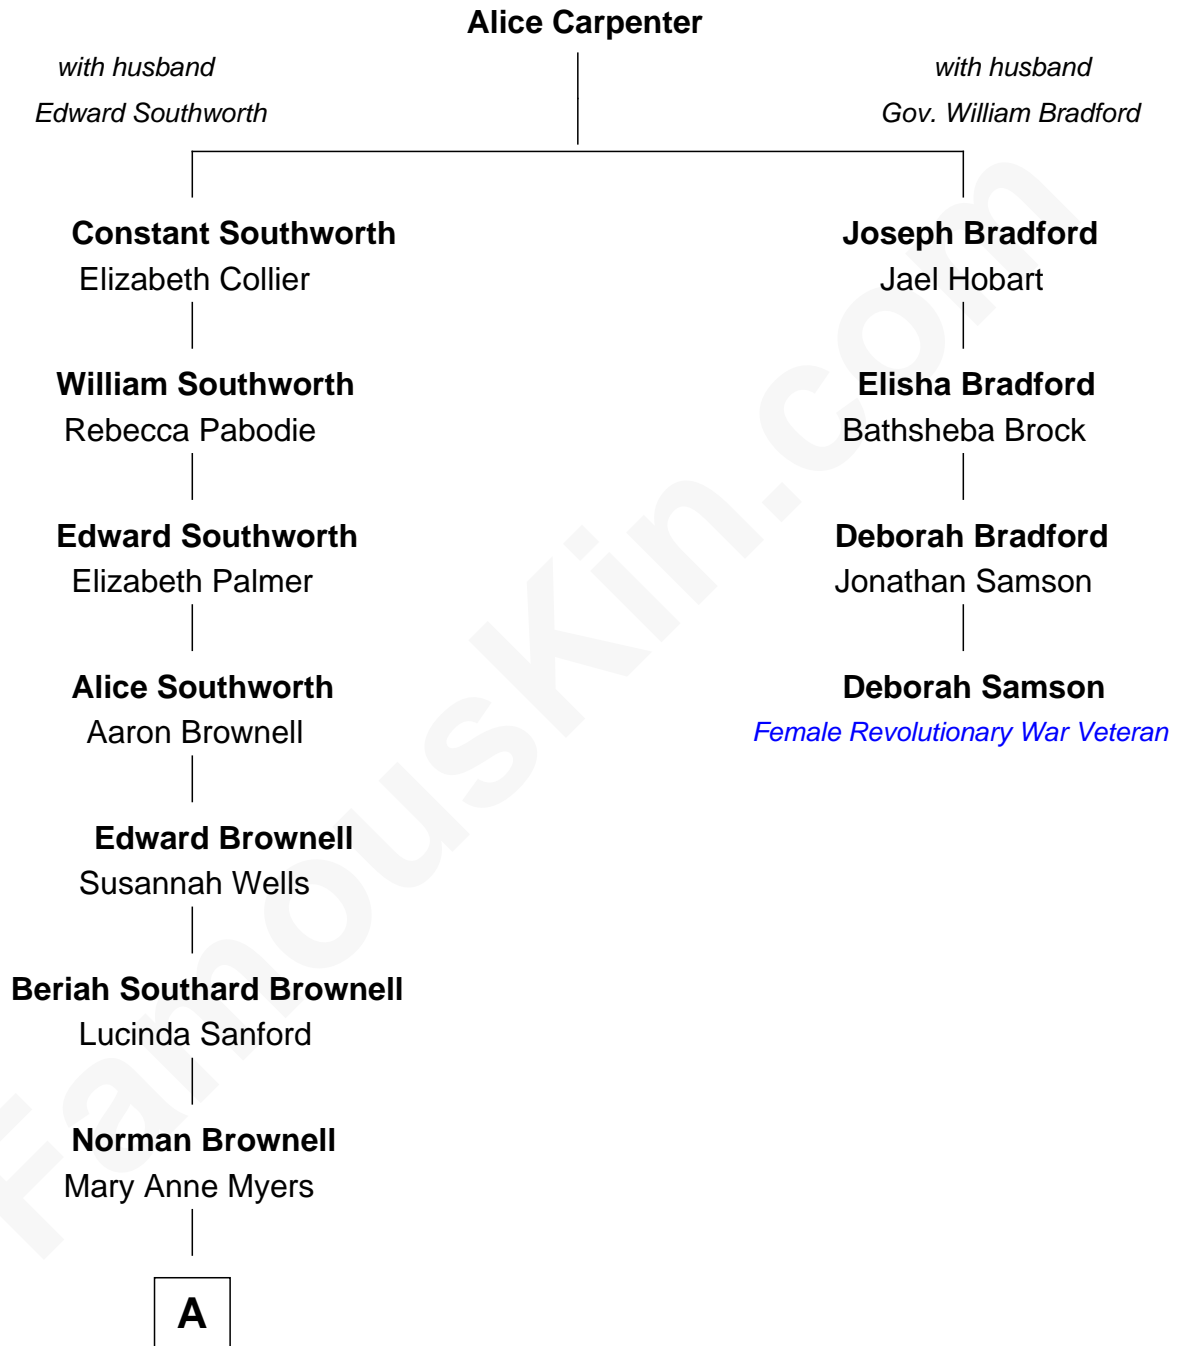 Alice Carpenter
with husband
Edward Southworth
with husband
Gov. William Bradford
Constant Southworth
Elizabeth Collier
Joseph Bradford
Jael Hobart
William Southworth
Rebecca Pabodie
Elisha Bradford
Bathsheba Brock
Edward Southworth
Elizabeth Palmer
Deborah Bradford
Jonathan Samson
Alice Southworth
Aaron Brownell
Deborah Samson
Female Revolutionary War Veteran
Edward Brownell
Susannah Wells
Beriah Southard Brownell
Lucinda Sanford
Norman Brownell
Mary Anne Myers
A
FamousKin.com